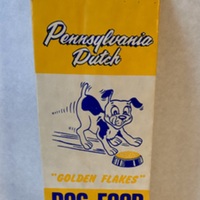 Pennsylvania
Dutch
"GOLDEN FLAKES"
DOG FOOD